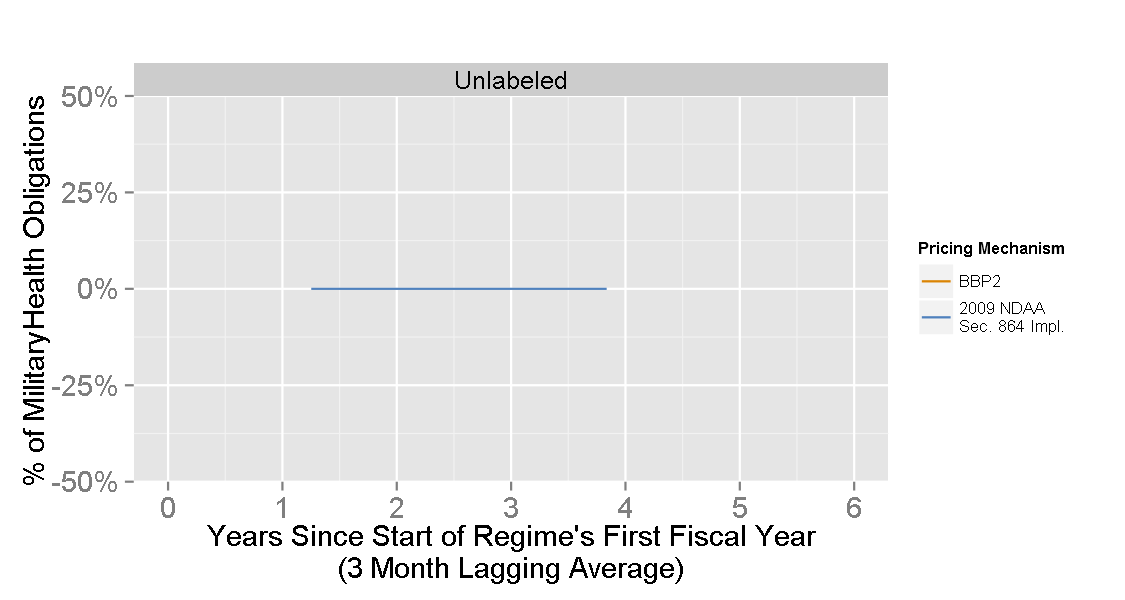 Unlabeled
% of MilitaryHealth Obligations
50%
25%
0%
-25%
-50%
0 1 2 3 4 5 6
Years Since Start of Regime's First Fiscal Year
(3 Month Lagging Average)
Pricing Mechanism
BBP2
2009 NDAA
Sec. 864 Impl.